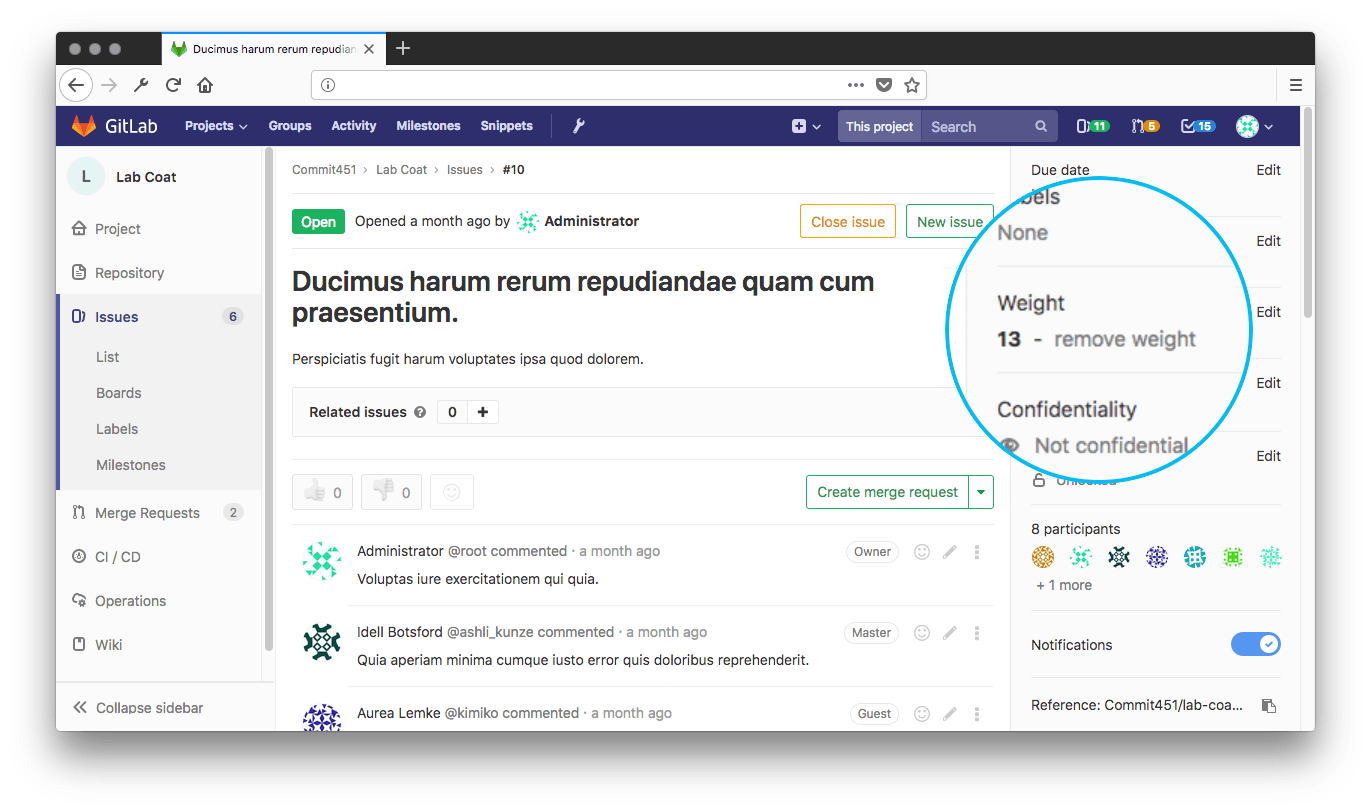 Ducimus harum rerum repudian
GitLab
Projects
Groups
Activity
Milestones
Snippets
This project
Search
11
5
15
L
Lab Coat
Project
Repository
Issues
6
List
Boards
Labels
Milestones
Merge Requests
2
CI / CD
Operations
Wiki
Collapse sidebar
Commit451 › Lab Coat › Issues › #10
Open
Opened a month ago by Administrator
Close issue
New issue
Ducimus harum rerum repudiandae quam cum
praesentium.
Perspiciatis fugit harum voluptates ipsa quod dolorem.
Related issues
0
0
0
Create merge request
Administrator @root commented · a month ago
Owner
Voluptas iure exercitationem qui quia.
Idell Botsford @ashli_kunze commented · a month ago
Master
Quia aperiam minima cumque iusto error quis doloribus reprehenderit.
Aurea Lemke @kimiko commented · a month ago
Guest
Due date
Edit
bels
None
Edit
Weight
Edit
13 - remove weight
Edit
Confidentiality
Not confidential
Edit
8 participants
+ 1 more
Notifications
Reference: Commit451/lab-coa...